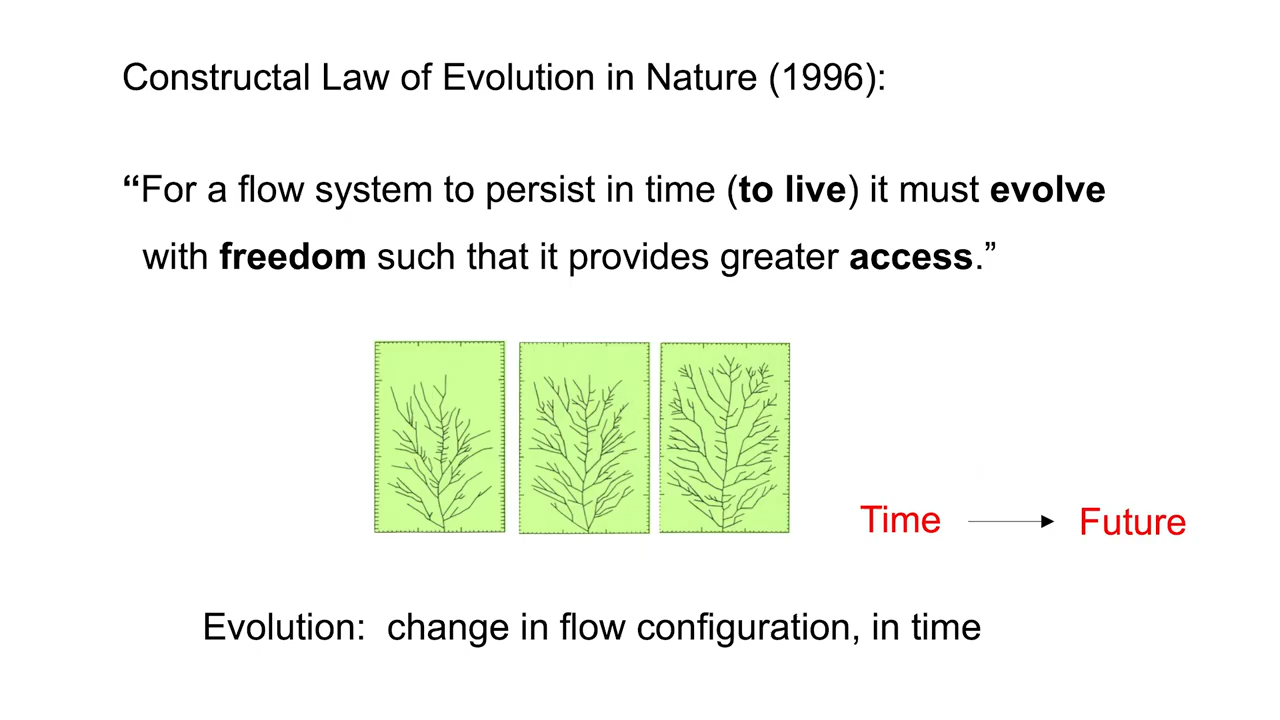 Constructal Law of Evolution in Nature (1996):
“For a flow system to persist in time (to live) it must evolve
with freedom such that it provides greater access.”
Time
Future
Evolution: change in flow configuration, in time